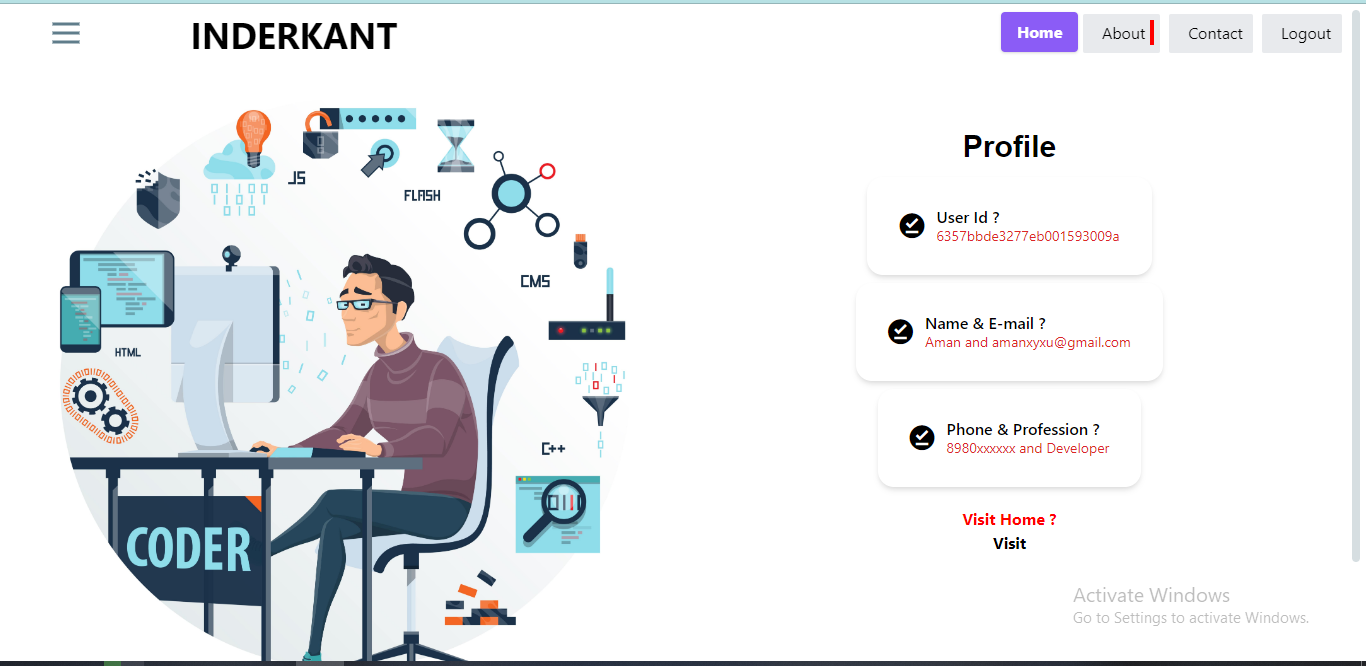 INDERKANT
Home
About
Contact
Logout
JS
FLASH
CMS
HTML
C++
CODER
Profile
User Id ?
6357bbde3277eb001593009a
Name & E-mail ?
Aman and amanxyxu@gmail.com
Phone & Profession ?
8980xxxxxx and Developer
Visit Home ?
Visit
Activate Windows
Go to Settings to activate Windows.